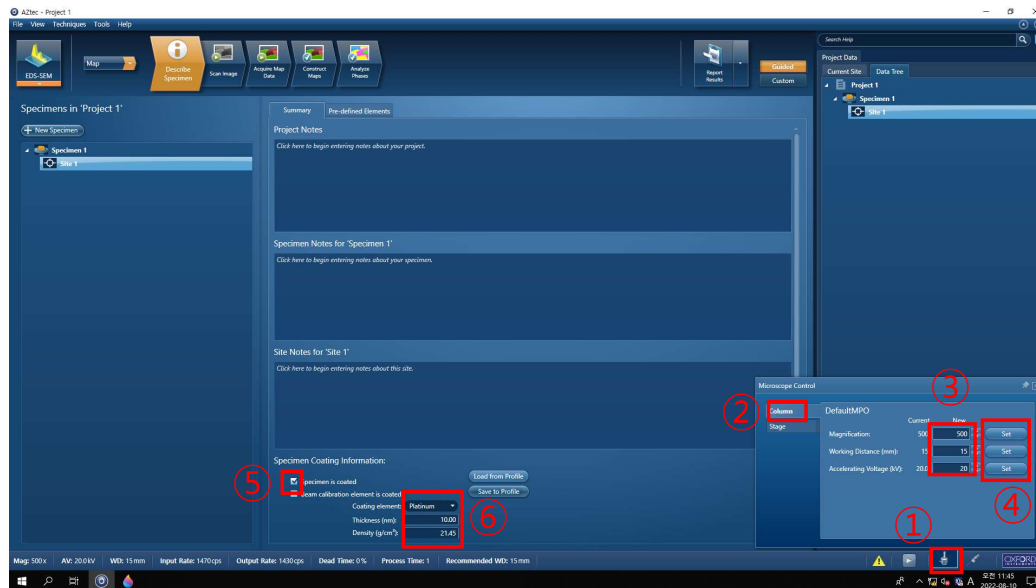 AZtec - Project 1
File View Techniques Tools Help
EDS-SEM
Map
Describe Specimen
Scan Image
Acquire Map Data
Construct Maps
Analyze Phases
Report Results
Guided
Custom
Search Help
Project Data
Current Site Data Tree
Project 1
Specimen 1
Site 1
Specimens in 'Project 1'
New Specimen
Specimen 1
Site 1
Summary Pre-defined Elements
Project Notes
Click here to begin entering notes about your project.
Specimen Notes for 'Specimen 1'
Click here to begin entering notes about your specimen.
Site Notes for 'Site 1'
Click here to begin entering notes about this site.
Specimen Coating Information:
⑤ Specimen is coated
Beam calibration element is coated
Load from Profile
Save to Profile
Coating element: Platinum ⑥
Thickness (nm): 10.00
Density (g/cm³): 21.45
Microscope Control
② Column
Stage
DefaultMPO
③
Current New
Magnification: 500 500 Set
Working Distance (mm): 15 15 Set
Accelerating Voltage (kV): 20.0 20 Set
④
①
Mag: 500 x AV: 20.0 kV WD: 15 mm Input Rate: 1470 cps Output Rate: 1430 cps Dead Time: 0 % Process Time: 1 Recommended WD: 15 mm
OXFORD
A 오전 11:45
2022-08-10